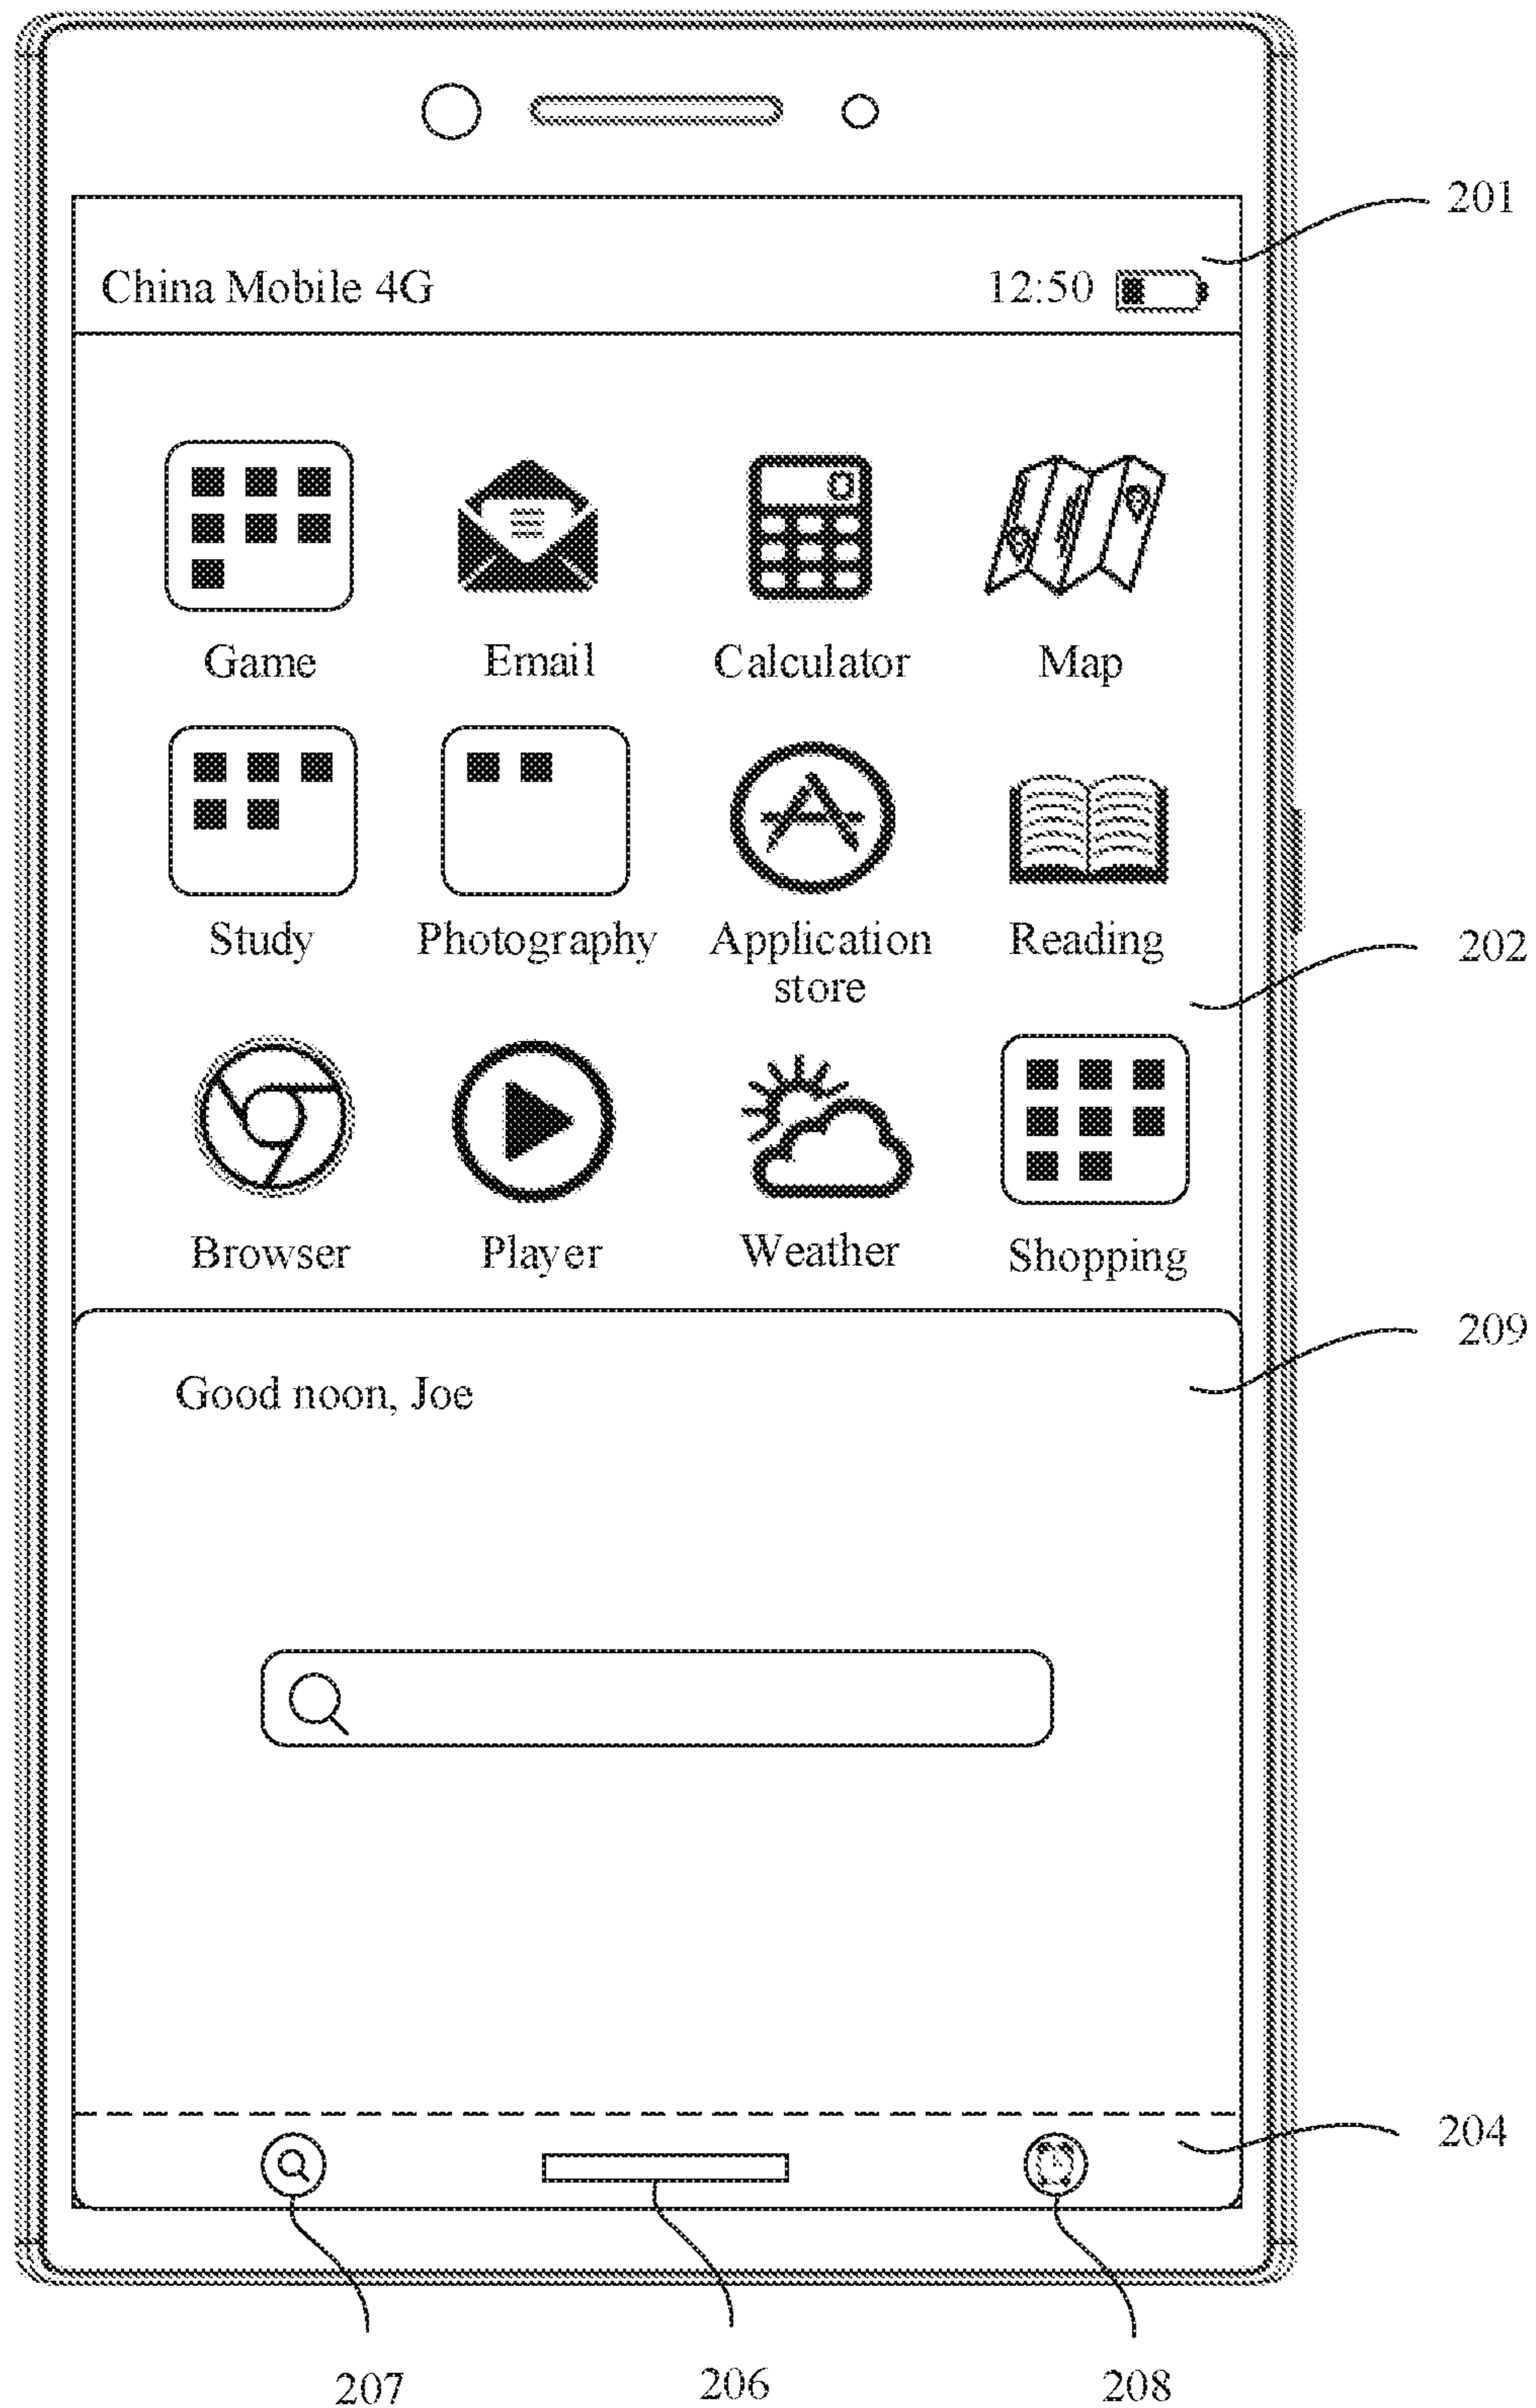 201
China Mobile 4G 12:50
Game Email Calculator Map
Study Photography Application store Reading
202
Browser Player Weather Shopping
209
Good noon, Joe
204
207 206 208